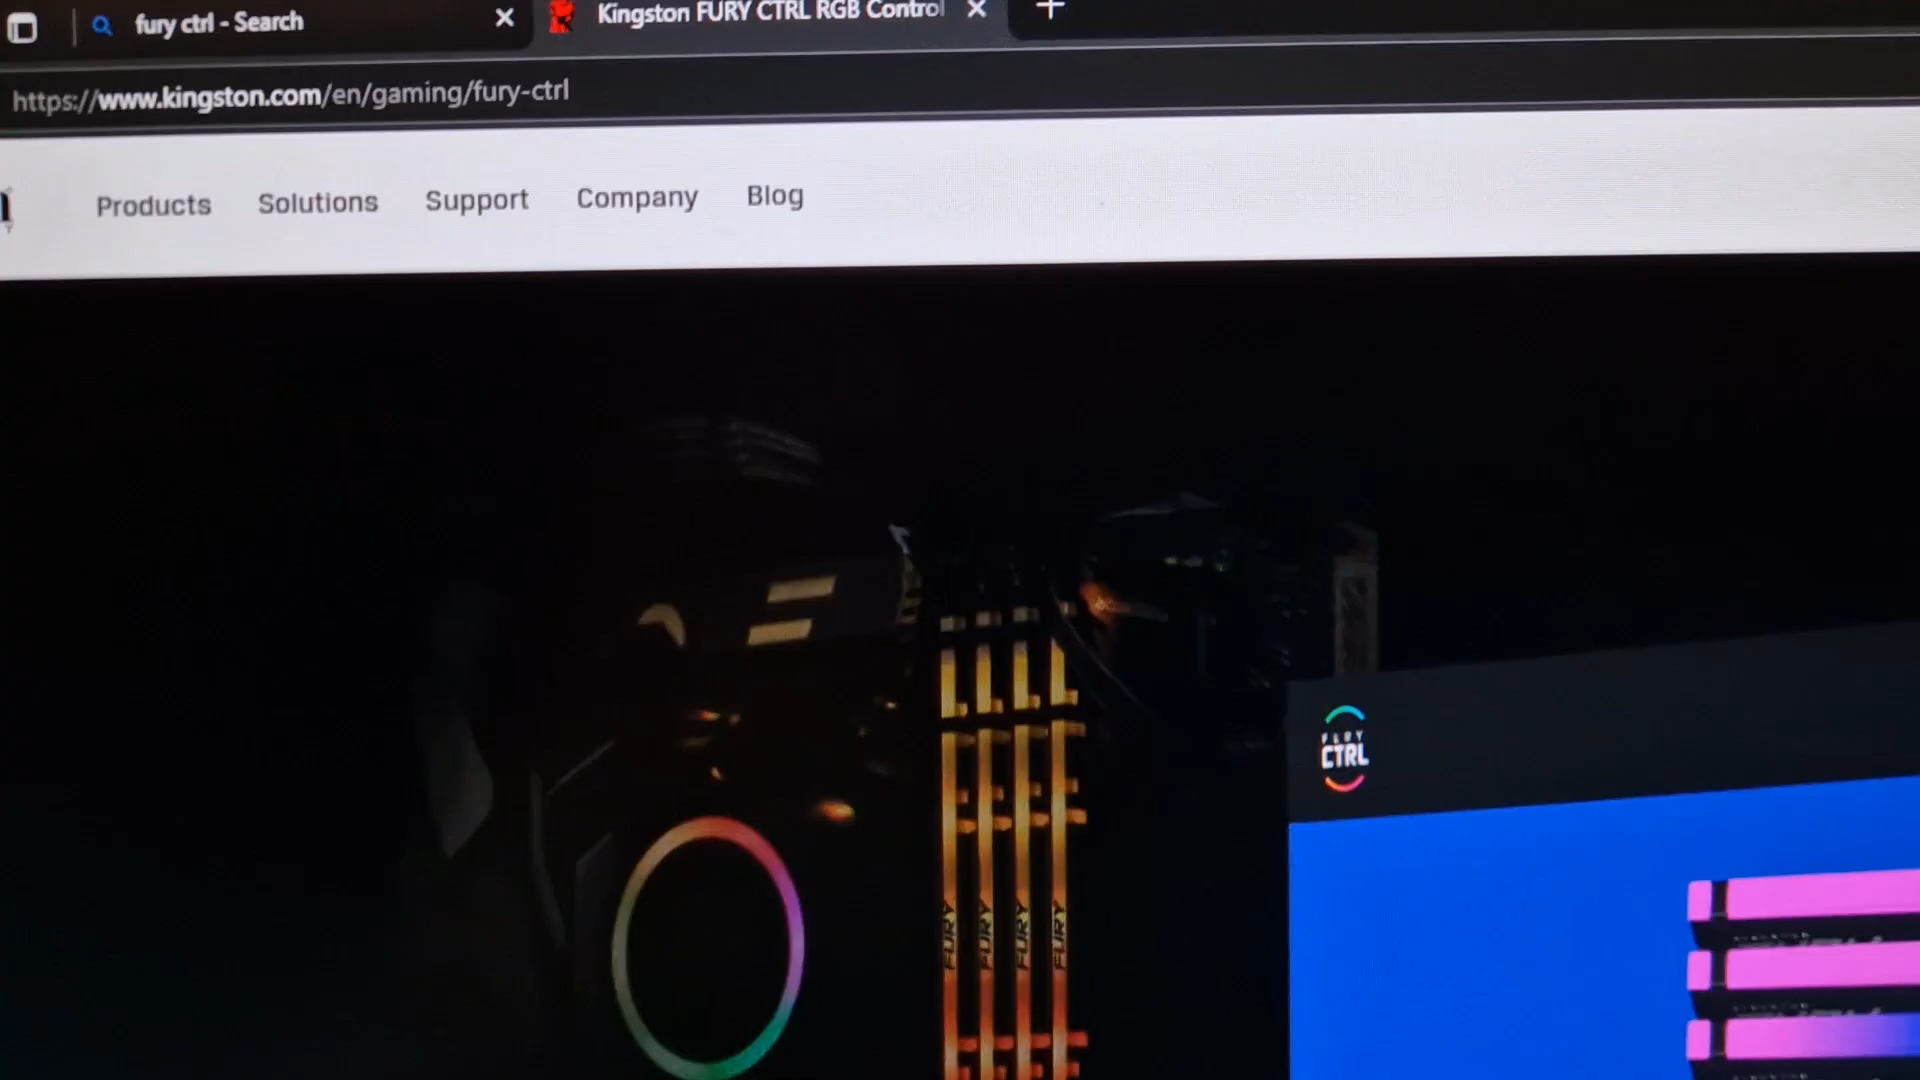 fury ctrl - Search
Kingston FURY CTRL RGB Control
https://www.kingston.com/en/gaming/fury-ctrl
Products Solutions Support Company Blog
FURY
CTRL
FURY FURY FURY FURY